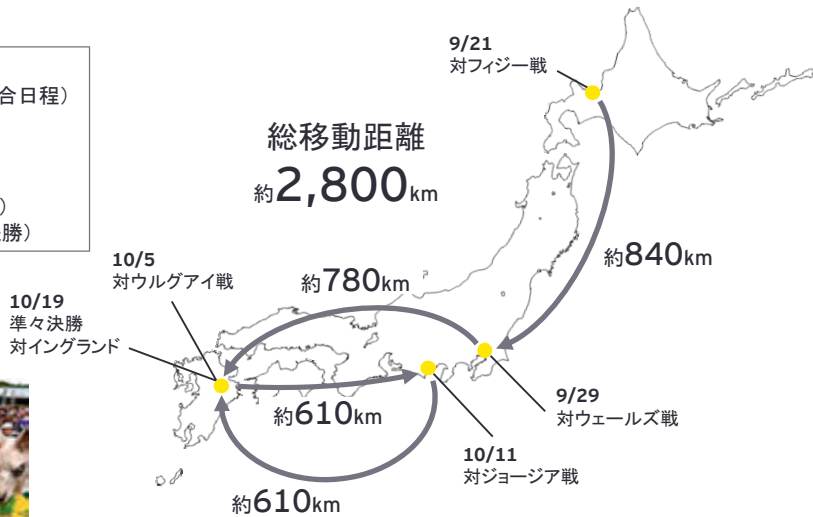 合日程）
）
勝）
総移動距離
約2,800km
9/21
対フィジー戦
約840km
10/5
対ウルグアイ戦
約780km
10/19
準々決勝
対イングランド
約610km
9/29
対ウェールズ戦
10/11
対ジョージア戦
約610km